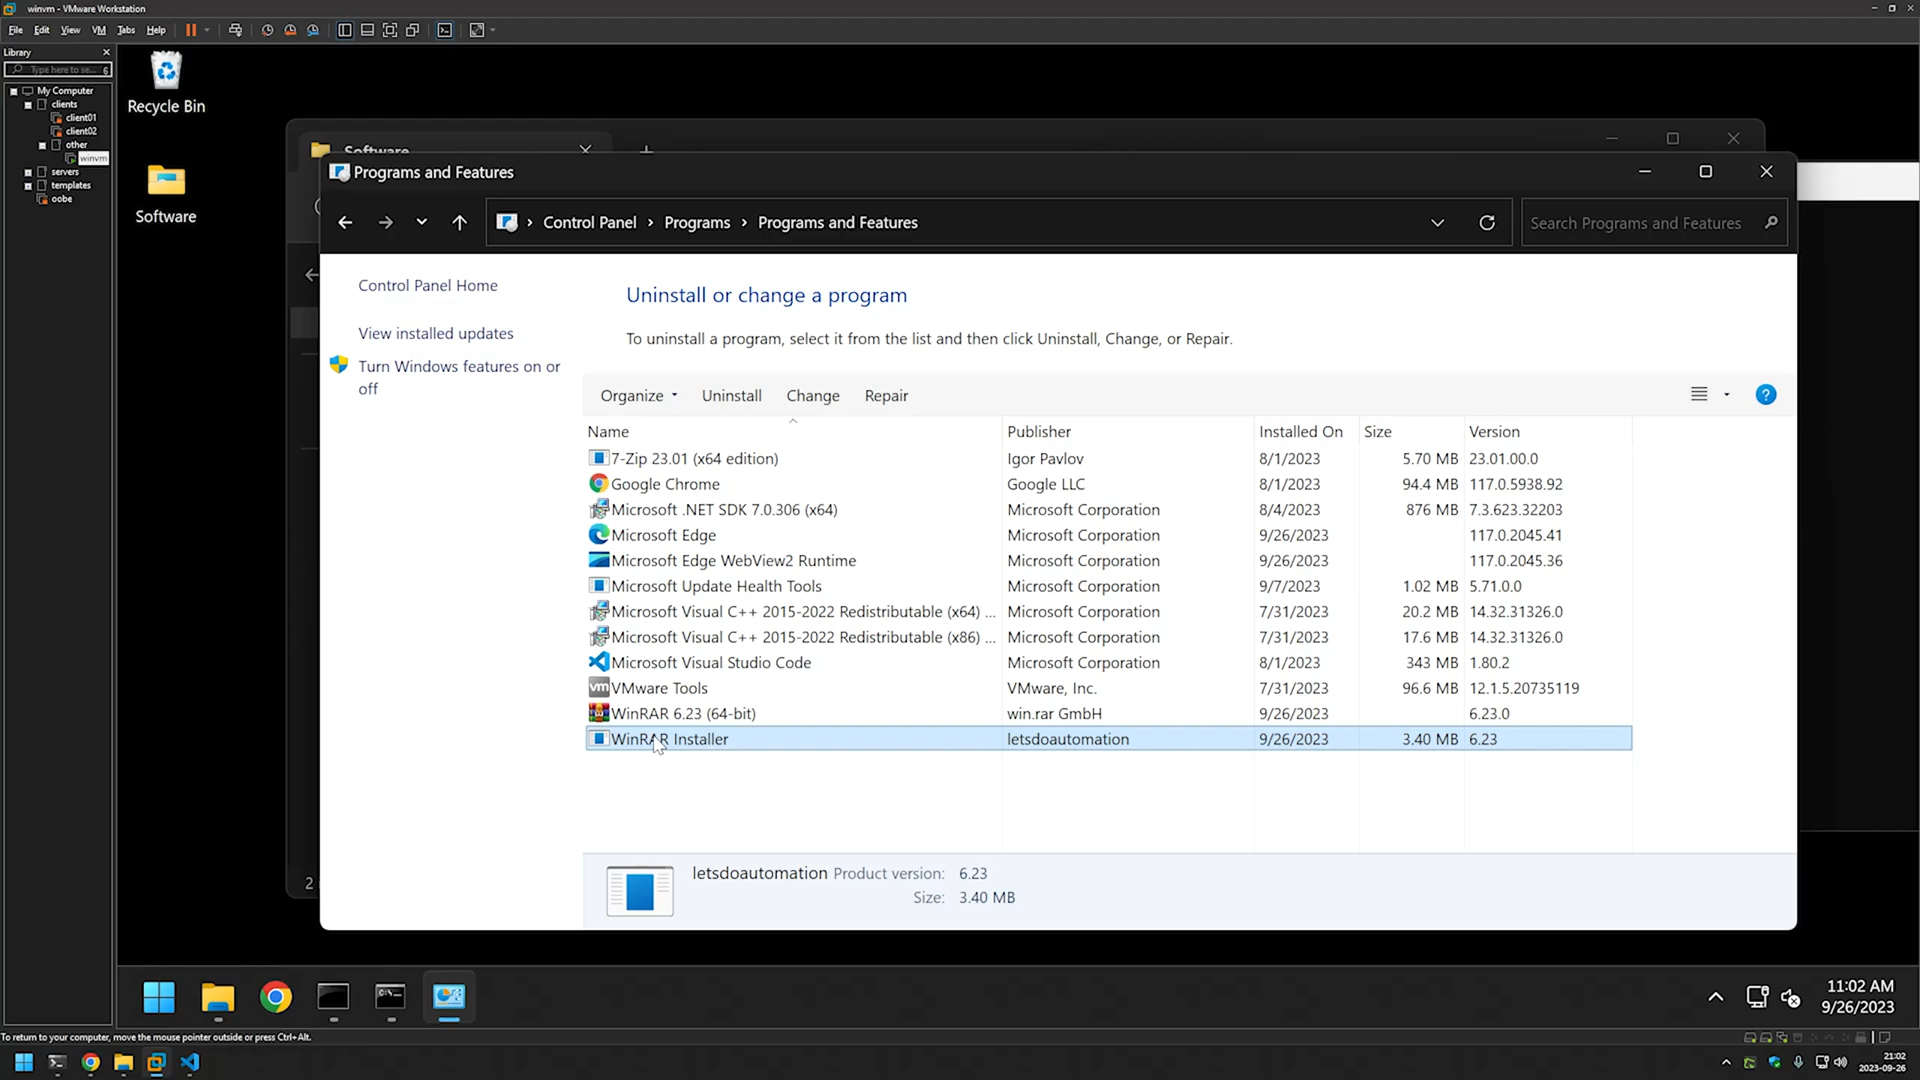 winvm - VMware Workstation
File Edit View VM Tabs Help
Library
Type here to se...
My Computer
clients
client01
client02
other
winvm
servers
templates
oobe
Recycle Bin
Software
Software
Programs and Features
Control Panel › Programs › Programs and Features
Search Programs and Features
Control Panel Home
View installed updates
Turn Windows features on or
off
Uninstall or change a program
To uninstall a program, select it from the list and then click Uninstall, Change, or Repair.
Organize Uninstall Change Repair
Name Publisher Installed On Size Version
7-Zip 23.01 (x64 edition) Igor Pavlov 8/1/2023 5.70 MB 23.01.00.0
Google Chrome Google LLC 8/1/2023 94.4 MB 117.0.5938.92
Microsoft .NET SDK 7.0.306 (x64) Microsoft Corporation 8/4/2023 876 MB 7.3.623.32203
Microsoft Edge Microsoft Corporation 9/26/2023 117.0.2045.41
Microsoft Edge WebView2 Runtime Microsoft Corporation 9/26/2023 117.0.2045.36
Microsoft Update Health Tools Microsoft Corporation 9/7/2023 1.02 MB 5.71.0.0
Microsoft Visual C++ 2015-2022 Redistributable (x64) ... Microsoft Corporation 7/31/2023 20.2 MB 14.32.31326.0
Microsoft Visual C++ 2015-2022 Redistributable (x86) ... Microsoft Corporation 7/31/2023 17.6 MB 14.32.31326.0
Microsoft Visual Studio Code Microsoft Corporation 8/1/2023 343 MB 1.80.2
vm VMware Tools VMware, Inc. 7/31/2023 96.6 MB 12.1.5.20735119
WinRAR 6.23 (64-bit) win.rar GmbH 9/26/2023 6.23.0
WinRAR Installer letsdoautomation 9/26/2023 3.40 MB 6.23
2
letsdoautomation Product version: 6.23
Size: 3.40 MB
11:02 AM
9/26/2023
To return to your computer, move the mouse pointer outside or press Ctrl+Alt.
21:02
2023-09-26